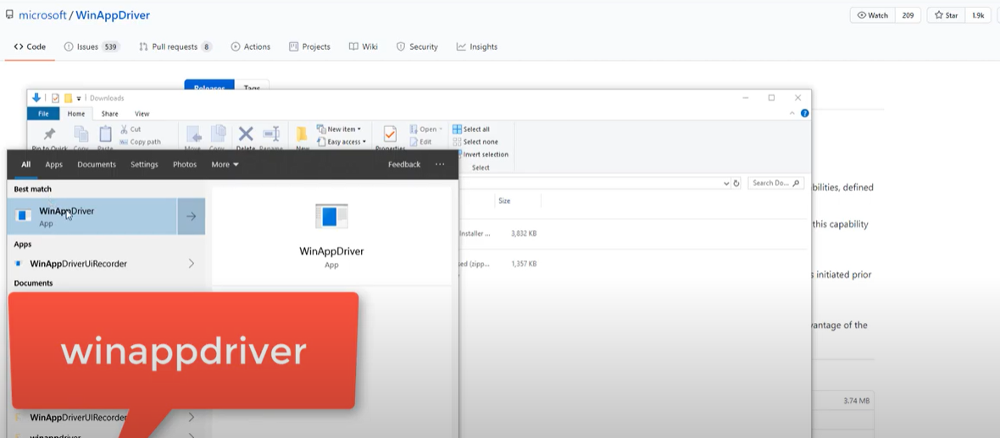 microsoft / WinAppDriver
Watch 209 Star 1.9k
Code Issues 539 Pull requests 8 Actions Projects Wiki Security Insights
Releases Tags
Downloads
File Home Share View
Cut
Copy path
New item
Easy access
Open
Edit
Select all
Select none
Invert selection
Select
Copy Paste Move Copy Delete Rename New Properties
All Apps Documents Settings Photos More Feedback
Search Do...
Best match
WinAppDriver
App
Apps
WinAppDriverUiRecorder
Documents
WinAppDriver
App
Size
Installer ... 3,832 KB
(zipp... 1,357 KB
bilities, defined
this capability
initiated prior
vantage of the
3.74 MB
winappdriver
WinAppDriverUIRecorder
winappdriver